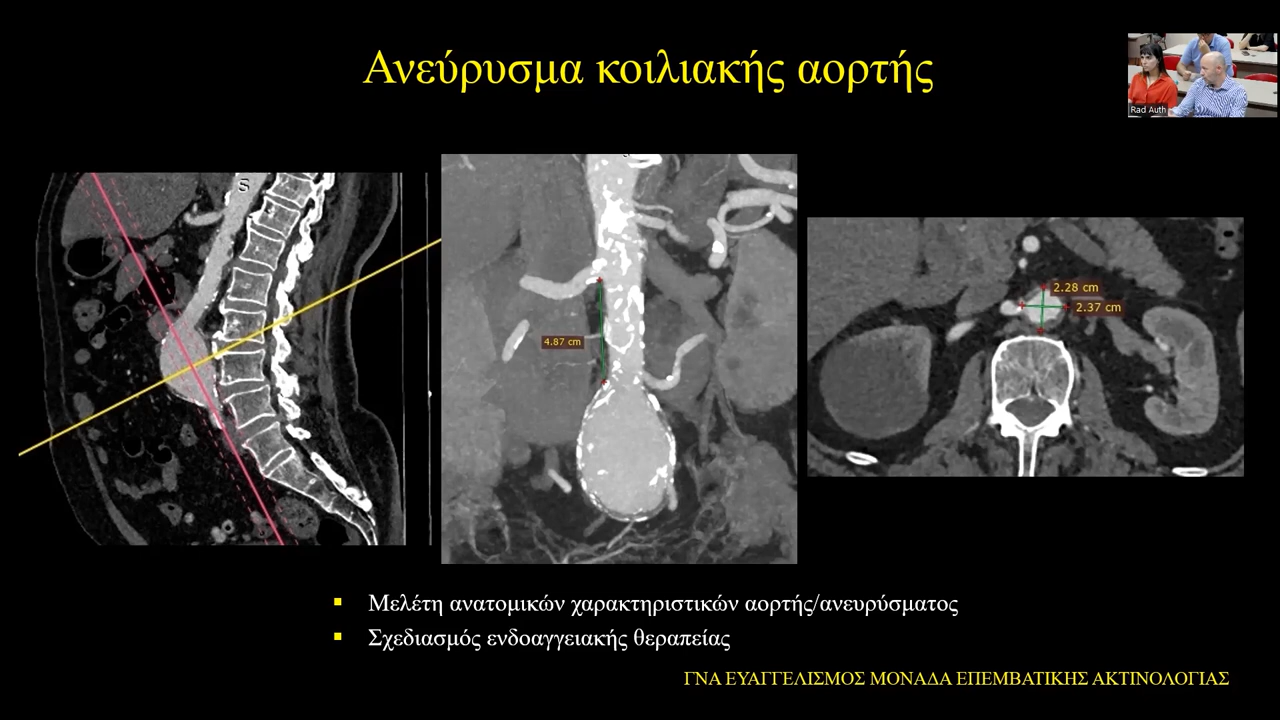 Ανεύρυσμα κοιλιακής αορτής
Rad Auth
S
4.87 cm
2.28 cm
2.37 cm
Μελέτη ανατομικών χαρακτηριστικών αορτής/ανευρύσματος
Σχεδιασμός ενδοαγγειακής θεραπείας
ΓΝΑ ΕΥΑΓΓΕΛΙΣΜΟΣ ΜΟΝΑΔΑ ΕΠΕΜΒΑΤΙΚΗΣ ΑΚΤΙΝΟΛΟΓΙΑΣ